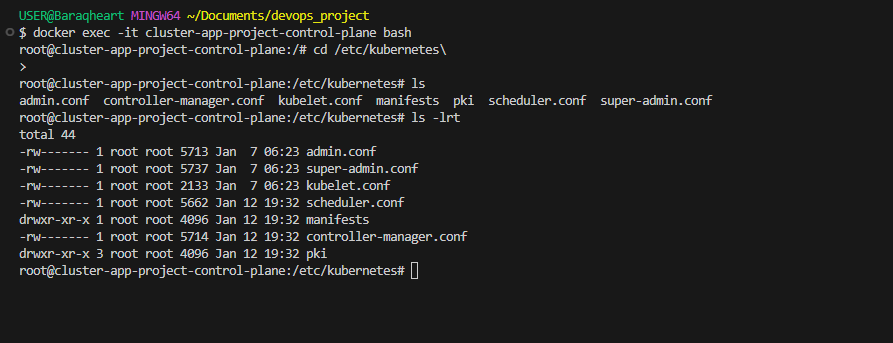 USER@Baraqheart MINGW64 ~/Documents/devops_project
$ docker exec -it cluster-app-project-control-plane bash
root@cluster-app-project-control-plane:/# cd /etc/kubernetes\
>
root@cluster-app-project-control-plane:/etc/kubernetes# ls
admin.conf  controller-manager.conf  kubelet.conf  manifests  pki  scheduler.conf  super-admin.conf
root@cluster-app-project-control-plane:/etc/kubernetes# ls -lrt
total 44
-rw------- 1 root root 5713 Jan  7 06:23 admin.conf
-rw------- 1 root root 5737 Jan  7 06:23 super-admin.conf
-rw------- 1 root root 2133 Jan  7 06:23 kubelet.conf
-rw------- 1 root root 5662 Jan 12 19:32 scheduler.conf
drwxr-xr-x 1 root root 4096 Jan 12 19:32 manifests
-rw------- 1 root root 5714 Jan 12 19:32 controller-manager.conf
drwxr-xr-x 3 root root 4096 Jan 12 19:32 pki
root@cluster-app-project-control-plane:/etc/kubernetes#